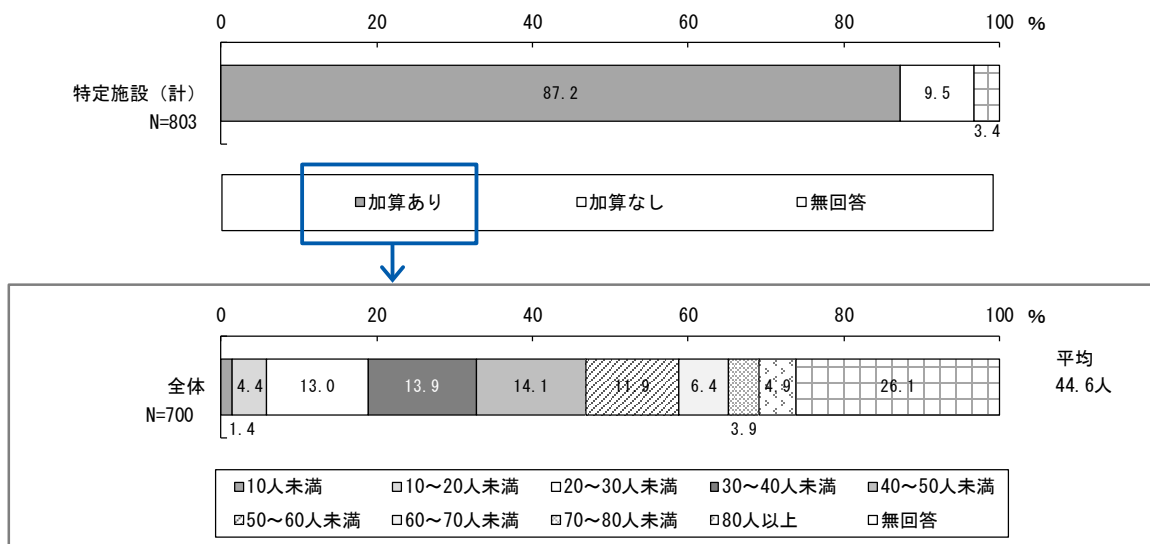 0 20 40 60 80 100 %
特定施設（計）
N=803
87.2 9.5
3.4
■加算あり □加算なし □無回答
0 20 40 60 80 100 %
全体
N=700
4.4 13.0 13.9 14.1 11.9 6.4 4.9 26.1
1.4 3.9
平均
44.6人
■10人未満 □10～20人未満 □20～30人未満 ■30～40人未満 ■40～50人未満
□50～60人未満 □60～70人未満 □70～80人未満 □80人以上 □無回答